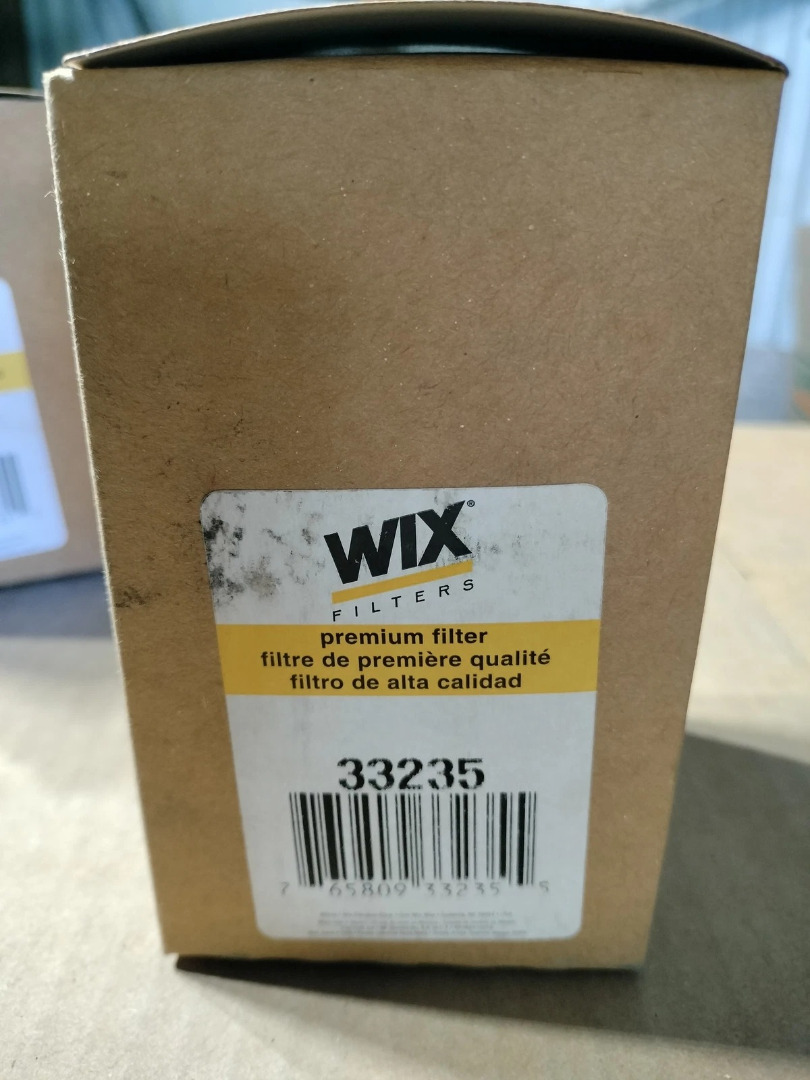 WIX®
FILTERS
premium filter
filtre de première qualité
filtro de alta calidad
33235
7 65809 33235 5